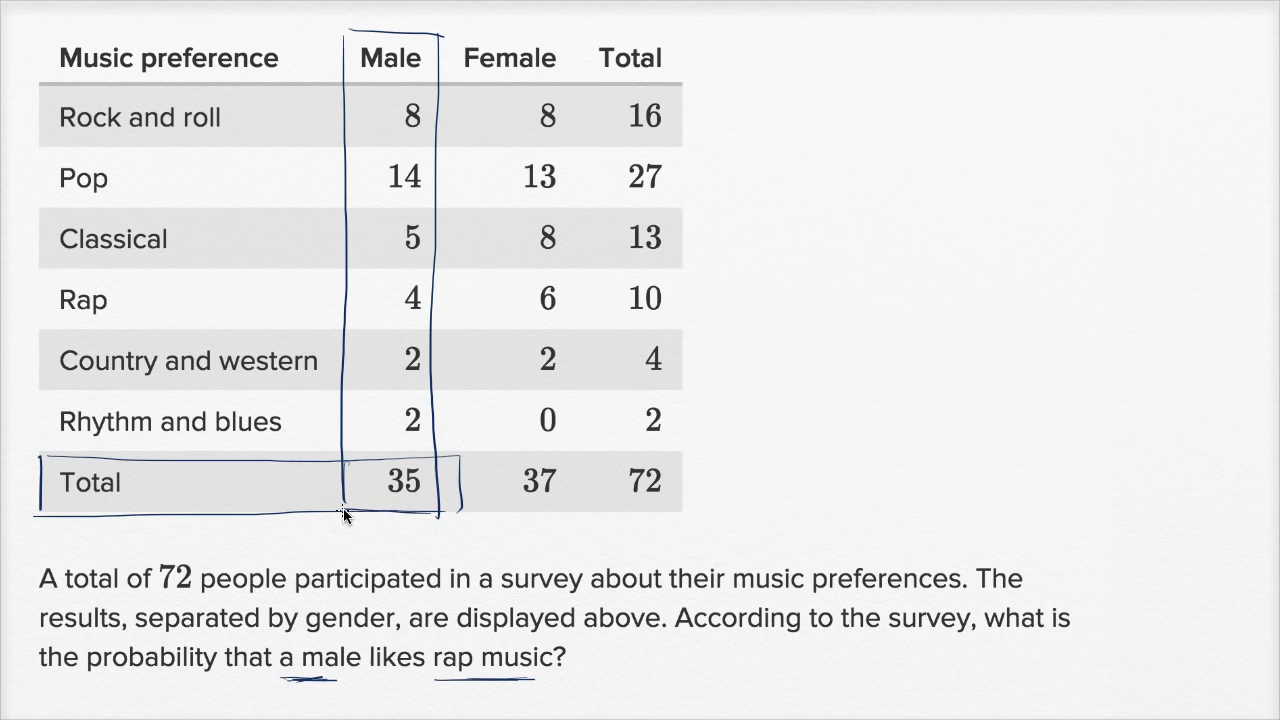 Music preference Male Female Total
Rock and roll 8 8 16
Pop 14 13 27
Classical 5 8 13
Rap 4 6 10
Country and western 2 2 4
Rhythm and blues 2 0 2
Total 35 37 72
A total of 72 people participated in a survey about their music preferences. The
results, separated by gender, are displayed above. According to the survey, what is
the probability that a male likes rap music?